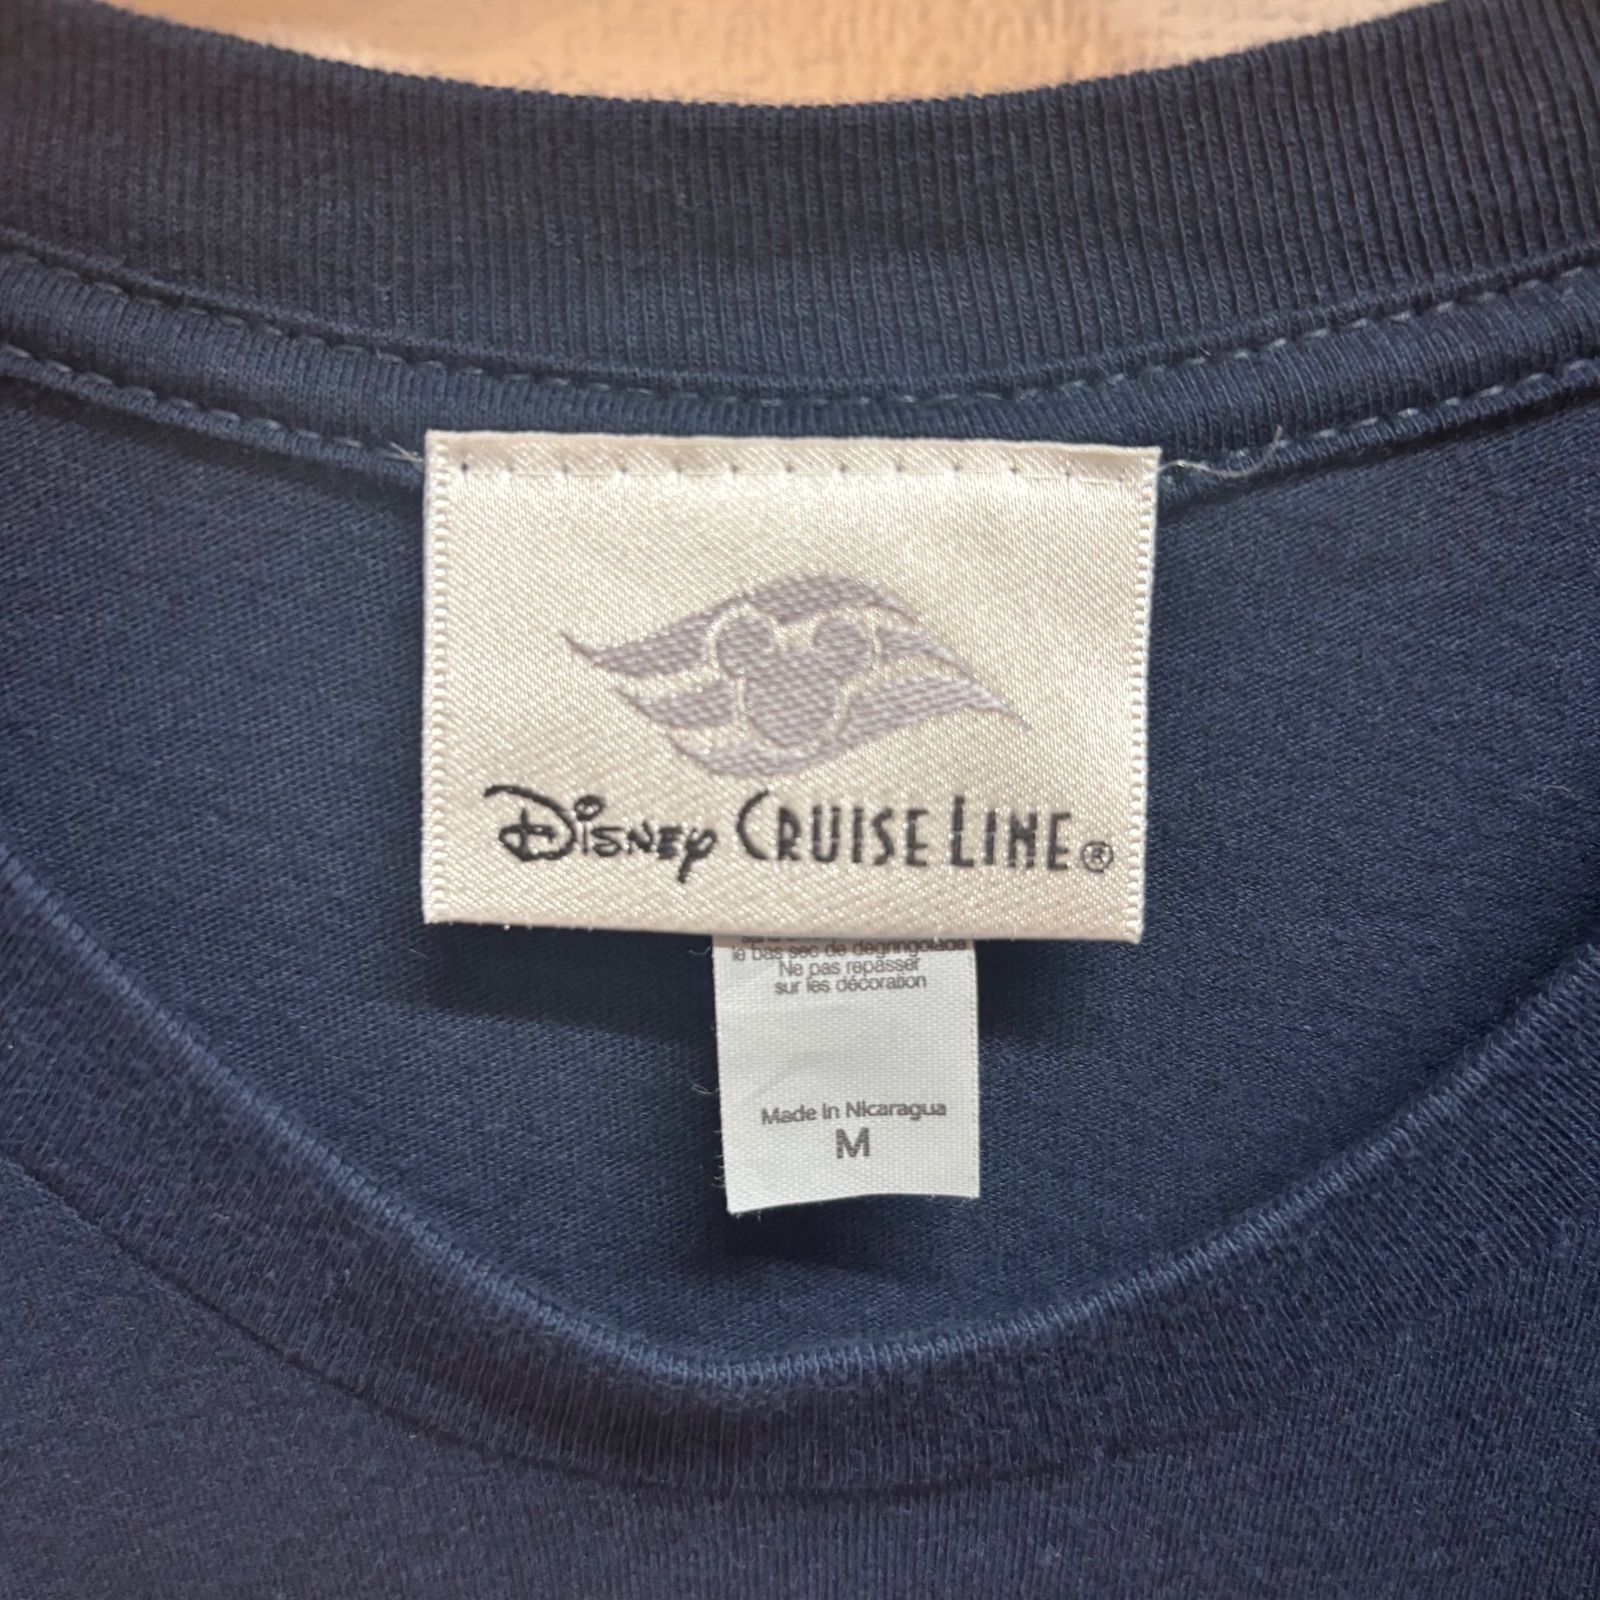 Disney Cruise Line®
le bas sec de degringolade
Ne pas repasser
sur les décoration
Made in Nicaragua
M